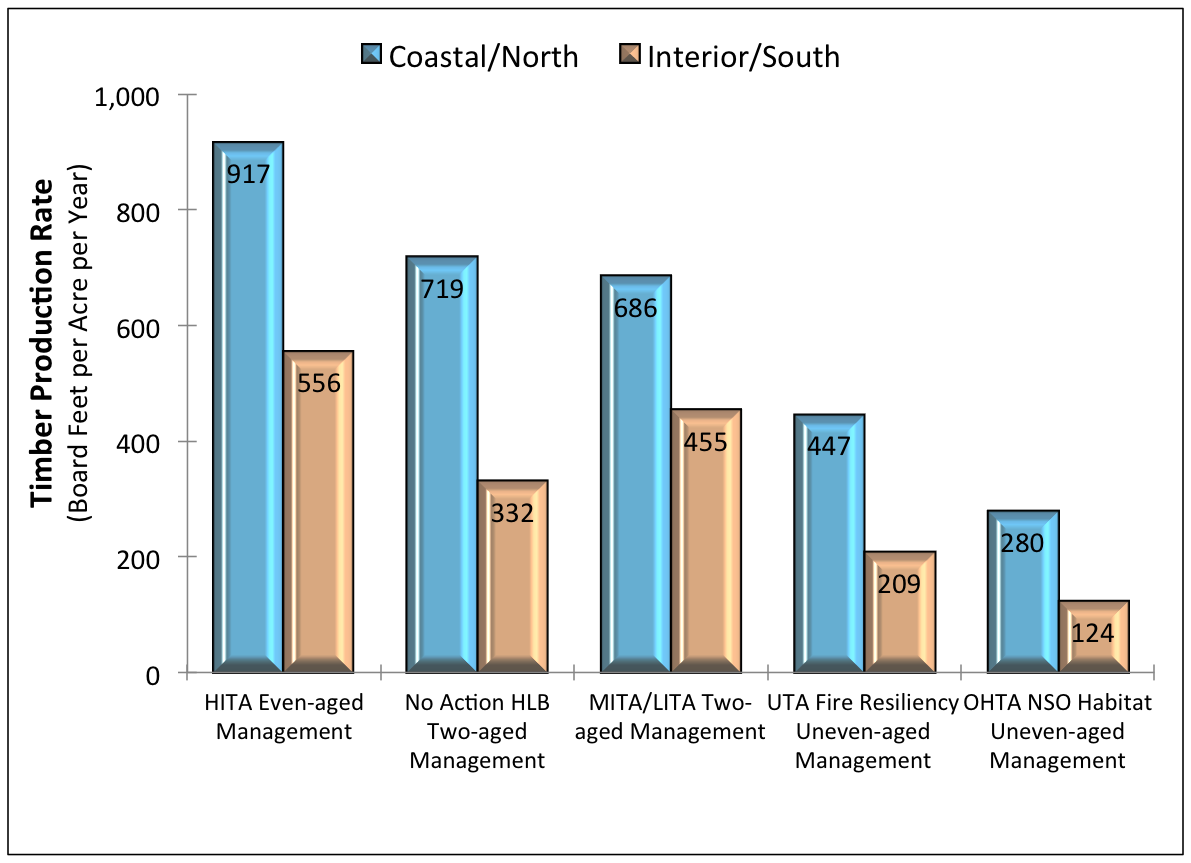 Coastal/North Interior/South
Timber Production Rate
(Board Feet per Acre per Year)
1,000
800
600
400
200
0
917
556
719
332
686
455
447
209
280
124
HITA Even-aged
Management
No Action HLB
Two-aged
Management
MITA/LITA Two-
aged Management
UTA Fire Resiliency
Uneven-aged
Management
OHTA NSO Habitat
Uneven-aged
Management